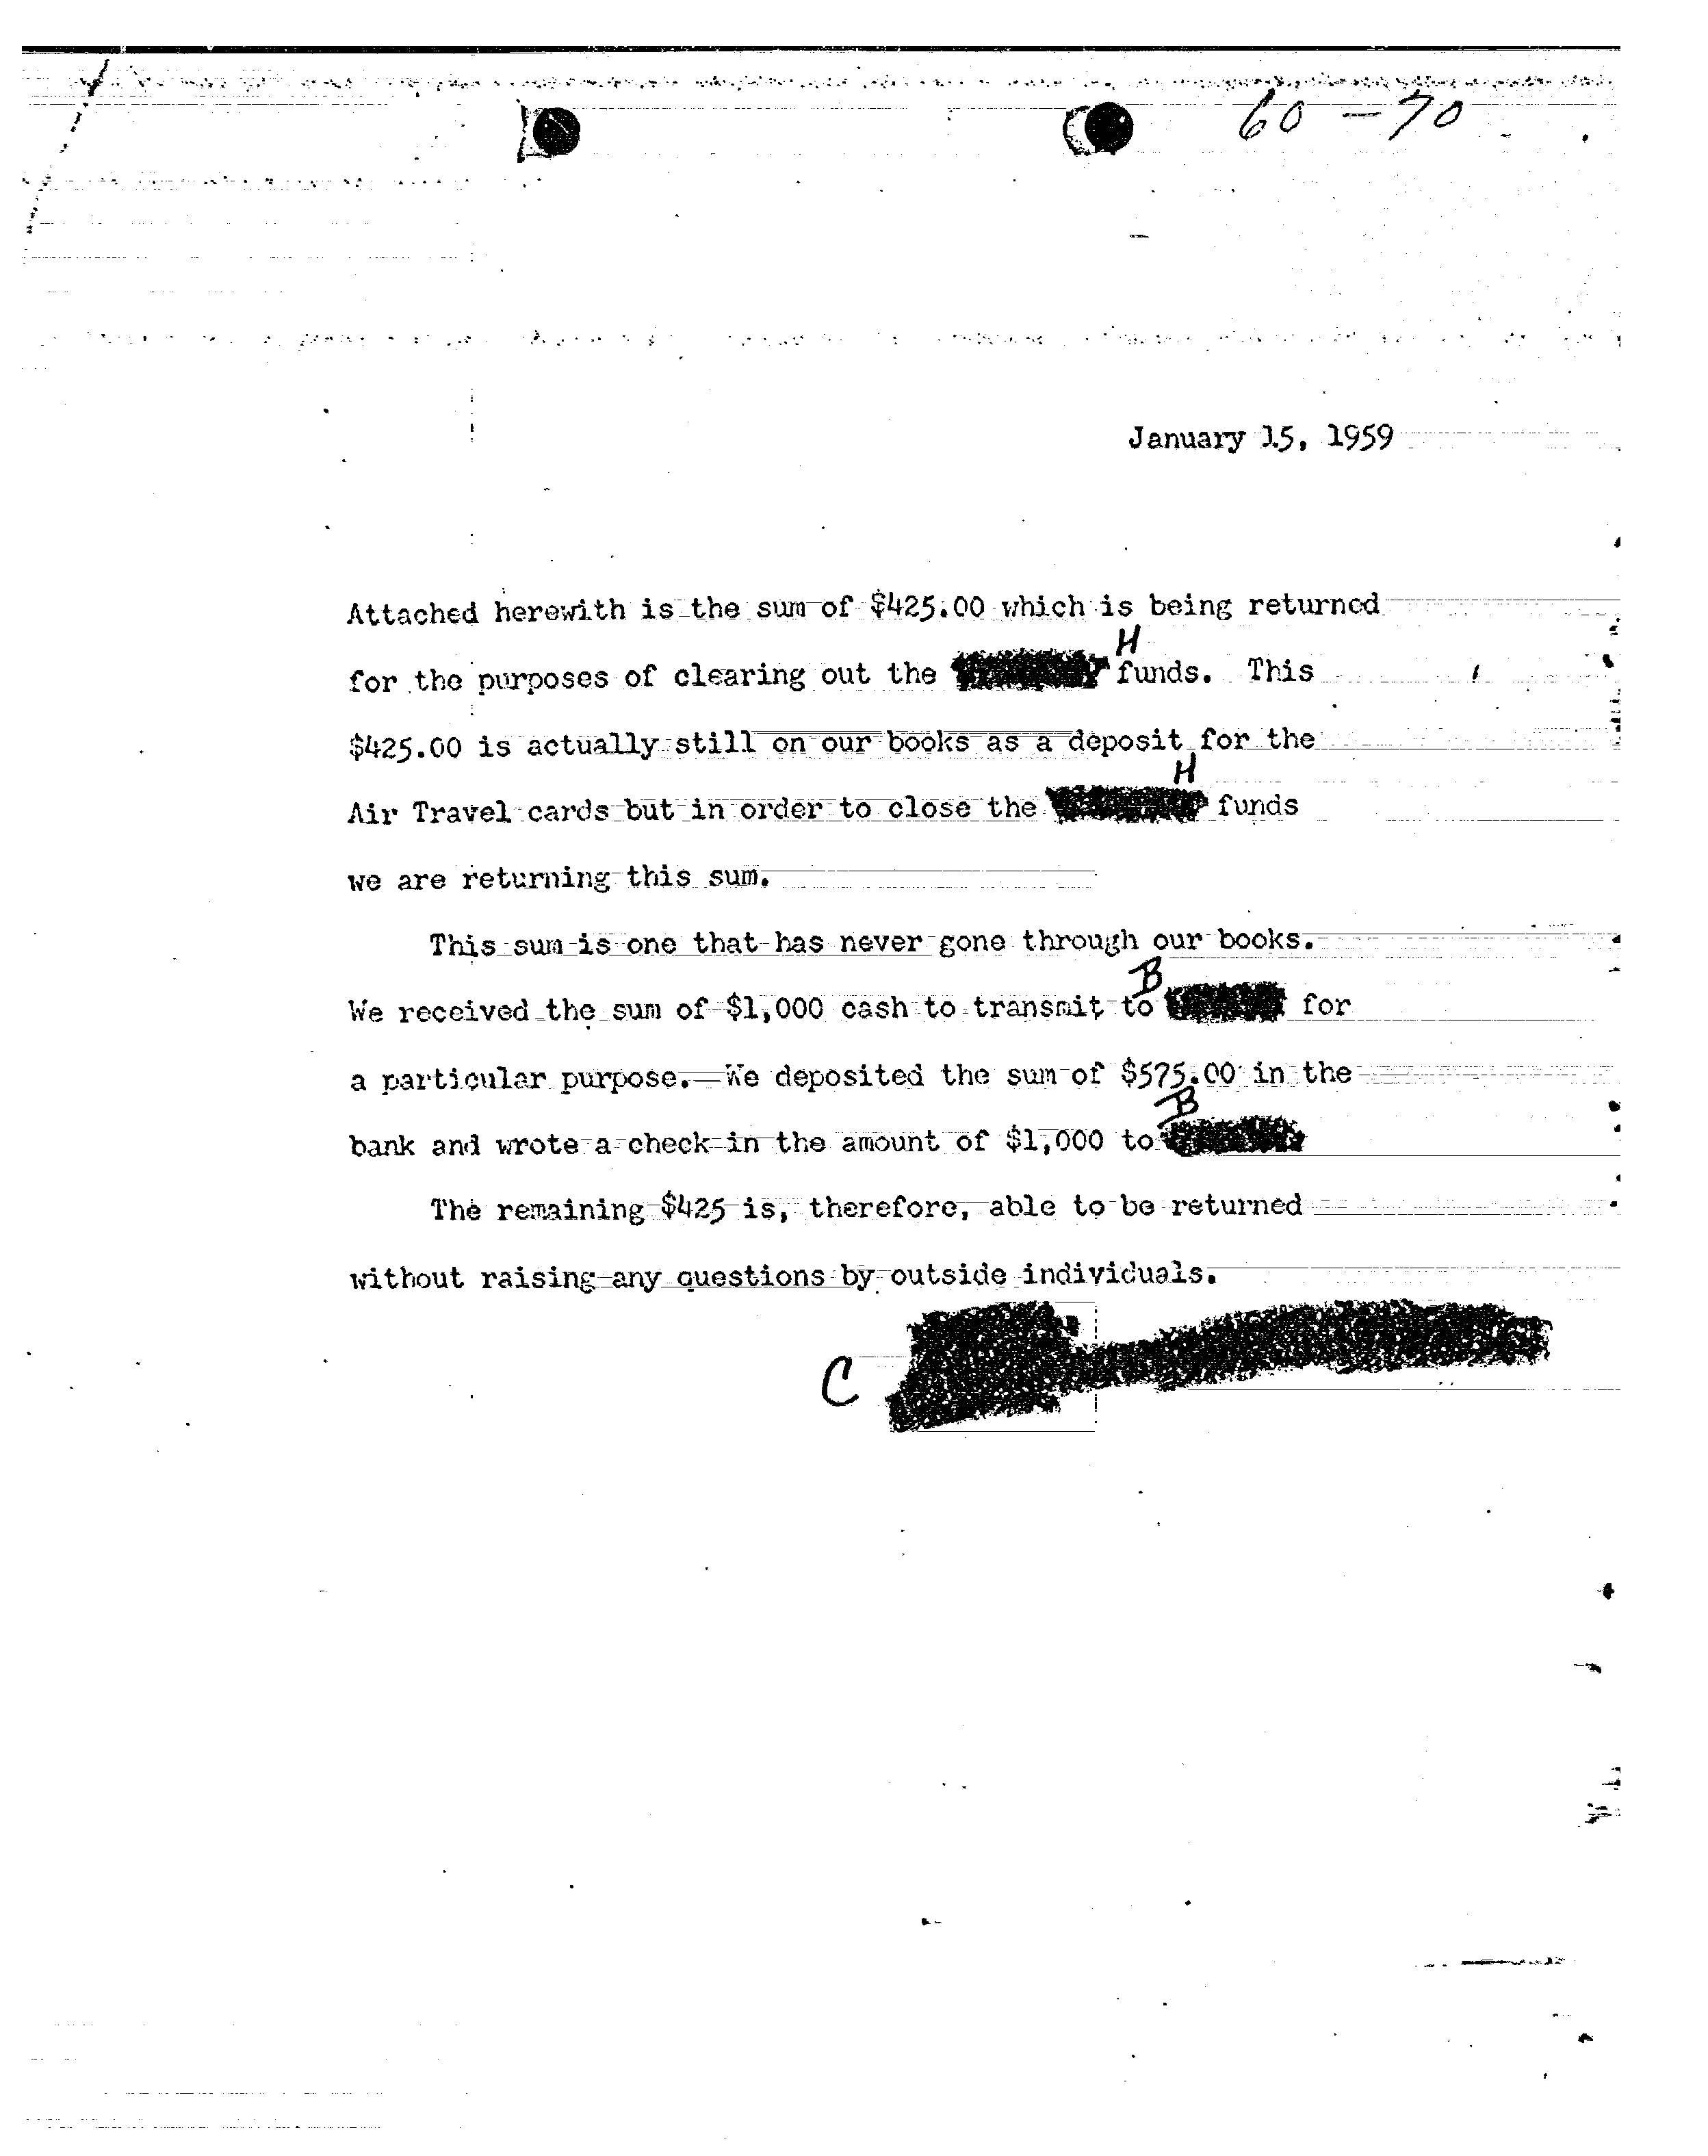 60-70
January 15, 1959
Attached herewith is the sum of $425.00 which is being returned
H
for the purposes of clearing out the funds. This
$425.00 is actually still on our books as a deposit for the
H
Air Travel cards but in order to close the funds
we are returning this sum.
This sum is one that has never gone through our books.
B
We received the sum of $1,000 cash to transmit to for
a particular purpose. We deposited the sum of $575.00 in the
B
bank and wrote a check in the amount of $1,000 to
The remaining $425 is, therefore, able to be returned
without raising any questions by outside individuals.
C